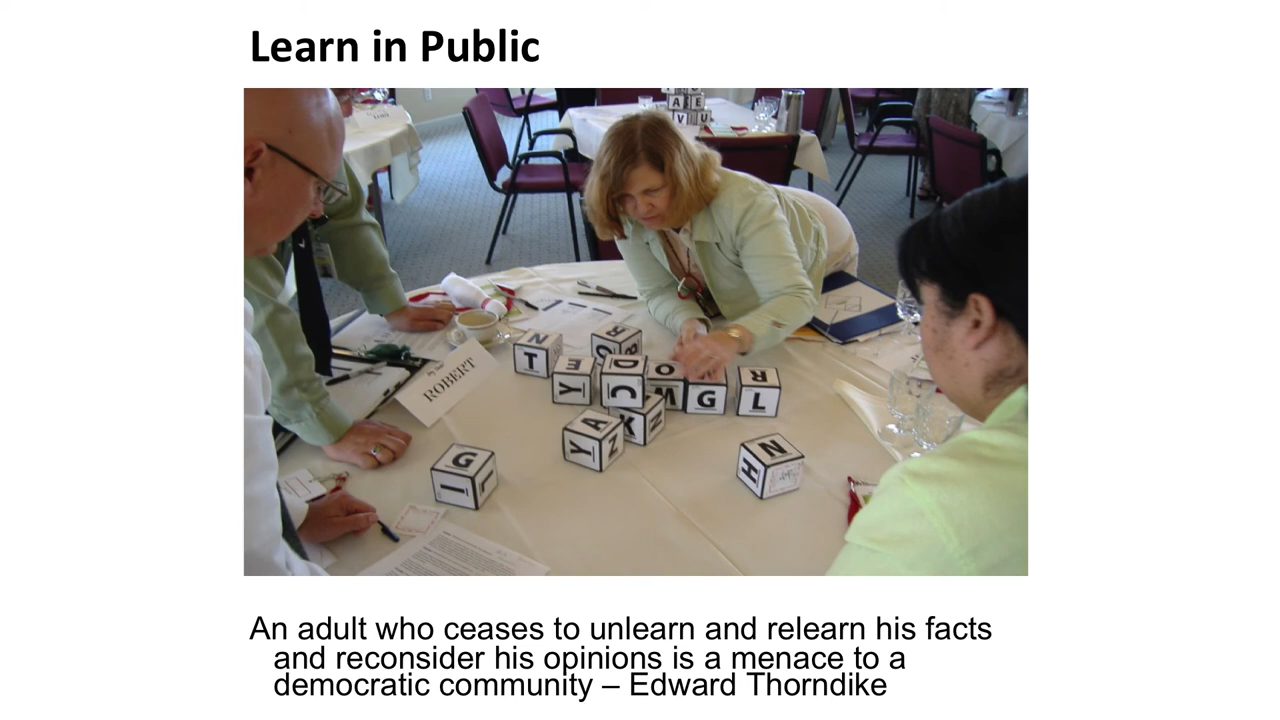 Learn in Public
A E
V U
N
T
R
O
Y
E
D
C
O
M
G
R
L
K
N
Y
A
N
G
I
L
N
H
ROBERT
An adult who ceases to unlearn and relearn his facts
and reconsider his opinions is a menace to a
democratic community – Edward Thorndike